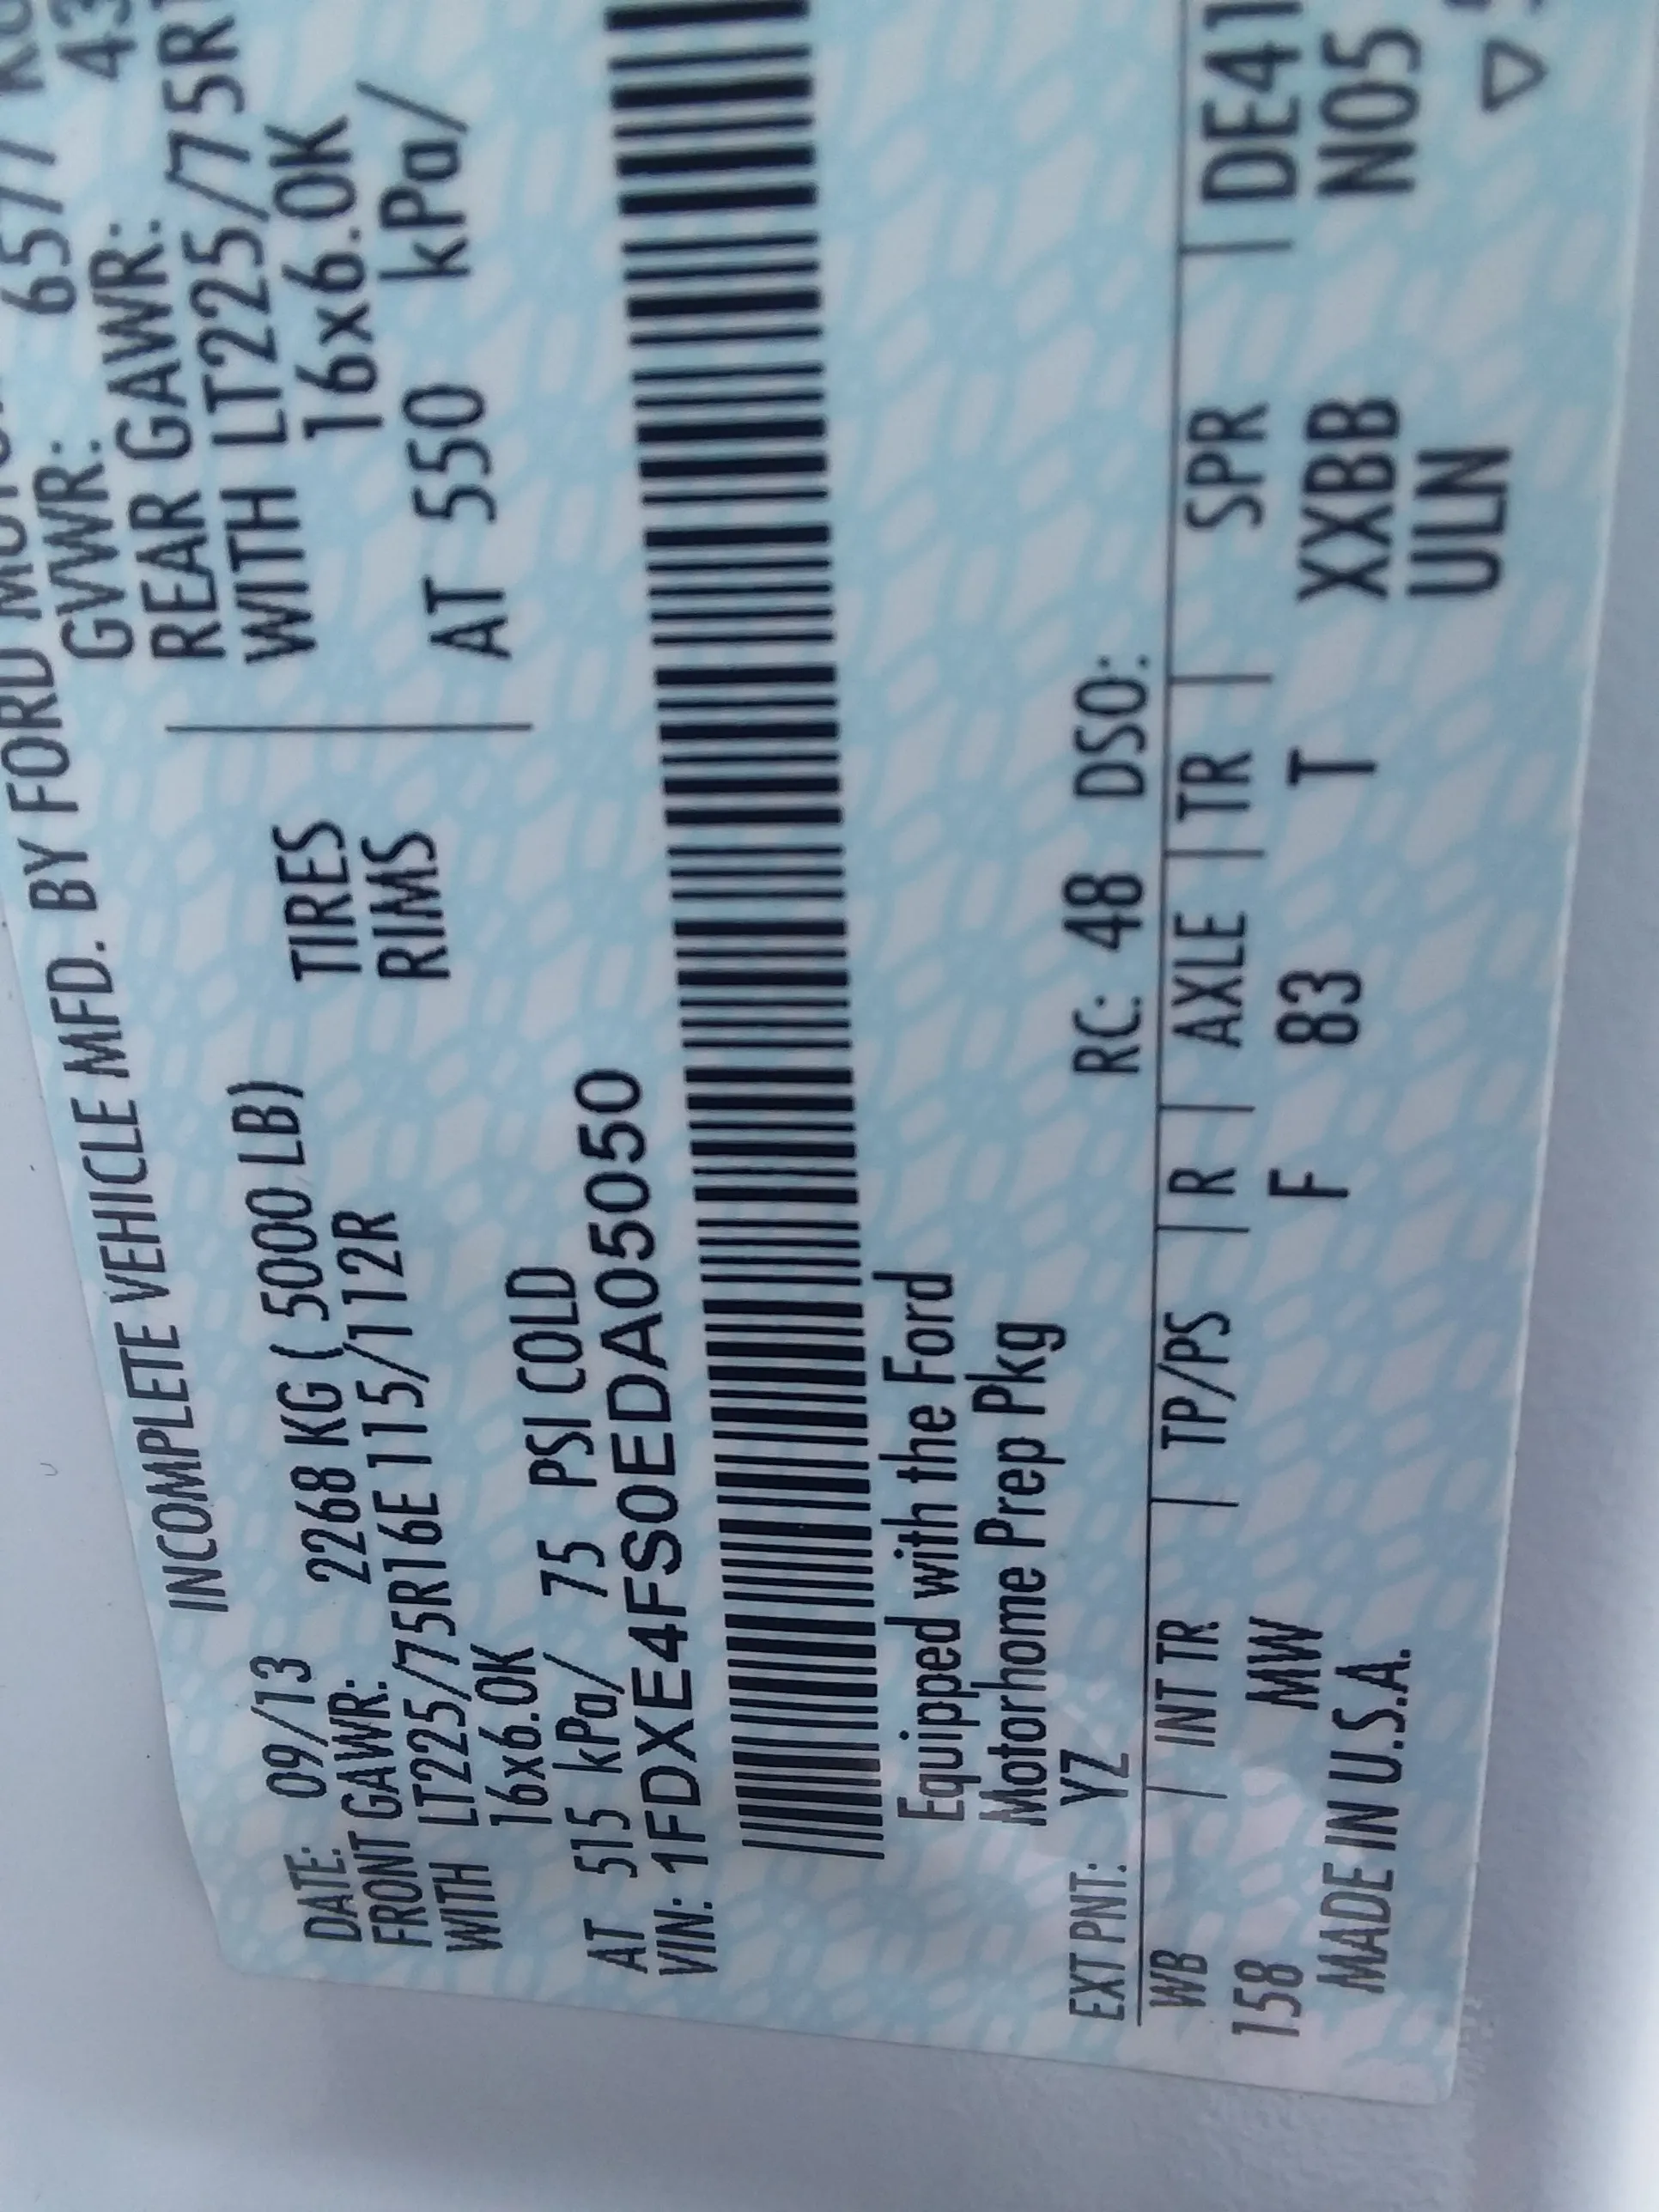 INCOMPLETE VEHICLE MFD. BY FORD
DATE: 09/13 GVWR: 6577
FRONT GAWR: 2268 KG ( 5000 LB) REAR GAWR:
WITH LT225/75R16E 115/112R TIRES WITH LT225/75R
16x6.0K RIMS 16x6.0K
AT 515 kPa/ 75 PSI COLD AT 550 kPa/
VIN: 1FDXE4FS0EDA05050
Equipped with the Ford
Motorhome Prep Pkg
EXT PNT: YZ RC: 48 DSO:
WB INT TR TP/PS R AXLE TR SPR DE41
158 MW F 83 T XXBB N05
MADE IN U.S.A. ULN